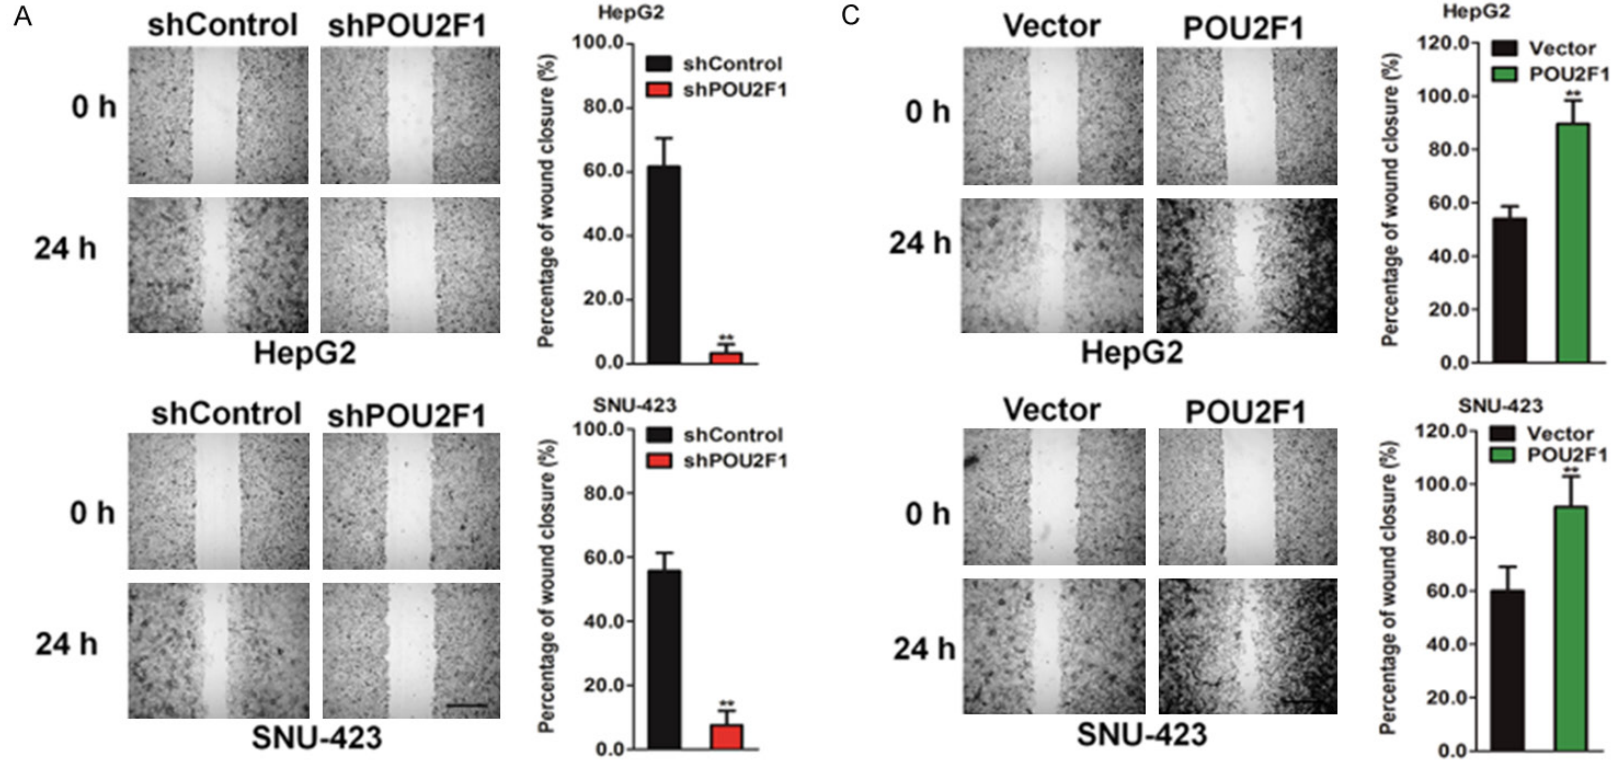 A
shControl shPOU2F1
0 h
24 h
HepG2
HepG2
Percentage of wound closure (%)
100.0
80.0
60.0
40.0
20.0
0.0
shControl
shPOU2F1
**
shControl shPOU2F1
0 h
24 h
SNU-423
SNU-423
Percentage of wound closure (%)
100.0
80.0
60.0
40.0
20.0
0.0
shControl
shPOU2F1
**
C
Vector POU2F1
0 h
24 h
HepG2
HepG2
Percentage of wound closure (%)
120.0
100.0
80.0
60.0
40.0
20.0
0.0
Vector
POU2F1
**
Vector POU2F1
0 h
24 h
SNU-423
SNU-423
Percentage of wound closure (%)
120.0
100.0
80.0
60.0
40.0
20.0
0.0
Vector
POU2F1
**